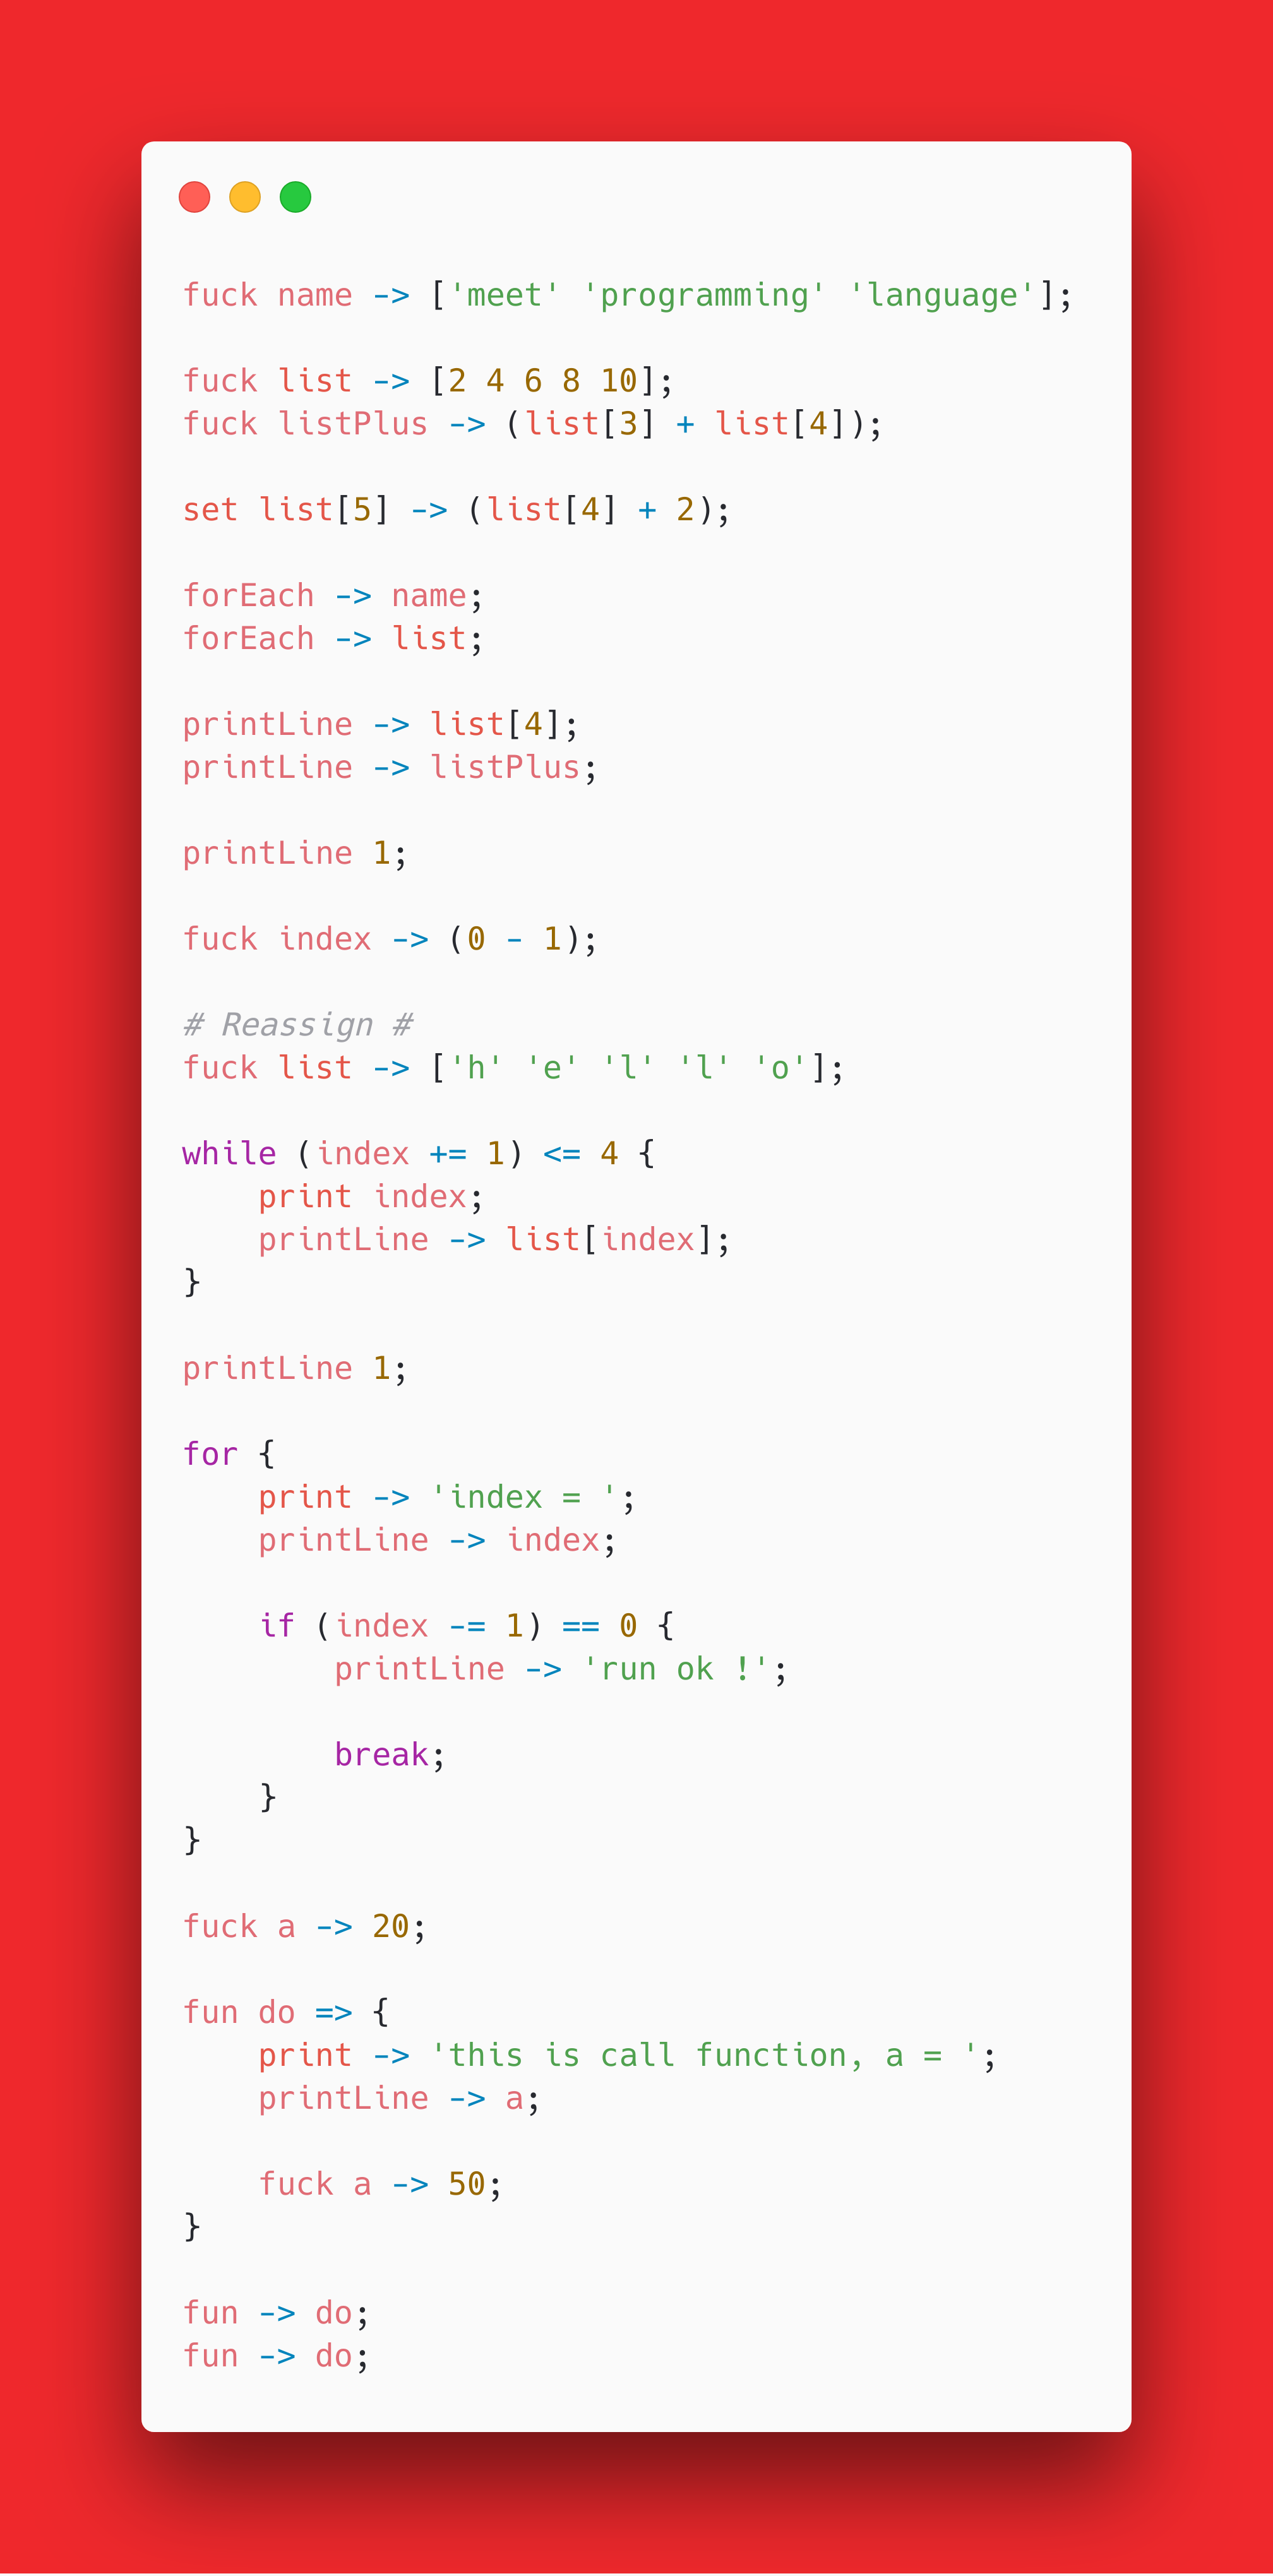 fuck name -> ['meet' 'programming' 'language'];

fuck list -> [2 4 6 8 10];
fuck listPlus -> (list[3] + list[4]);

set list[5] -> (list[4] + 2);

forEach -> name;
forEach -> list;

printLine -> list[4];
printLine -> listPlus;

printLine 1;

fuck index -> (0 - 1);

# Reassign #
fuck list -> ['h' 'e' 'l' 'l' 'o'];

while (index += 1) <= 4 {
    print index;
    printLine -> list[index];
}

printLine 1;

for {
    print -> 'index = ';
    printLine -> index;

    if (index -= 1) == 0 {
        printLine -> 'run ok !';

        break;
    }
}

fuck a -> 20;

fun do => {
    print -> 'this is call function, a = ';
    printLine -> a;

    fuck a -> 50;
}

fun -> do;
fun -> do;